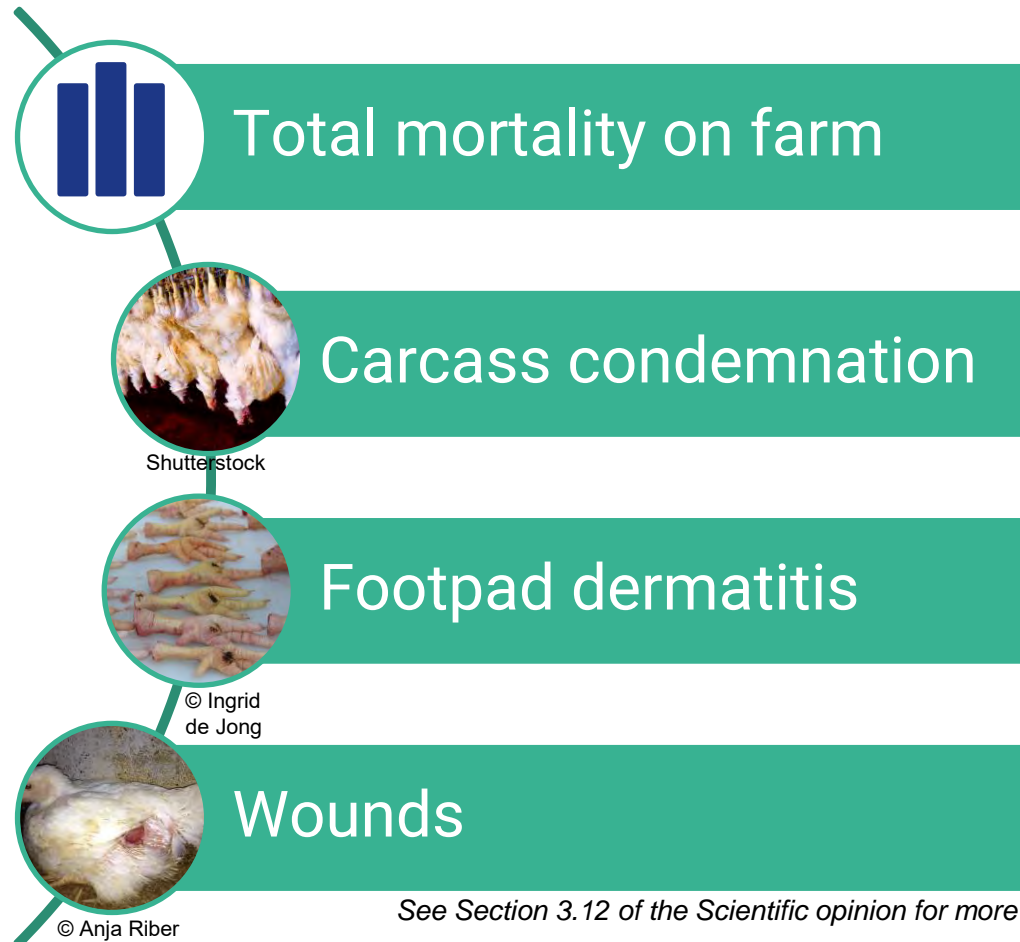 Total mortality on farm
Carcass condemnation
Shutterstock
Footpad dermatitis
© Ingrid
de Jong
Wounds
© Anja Riber
See Section 3.12 of the Scientific opinion for more